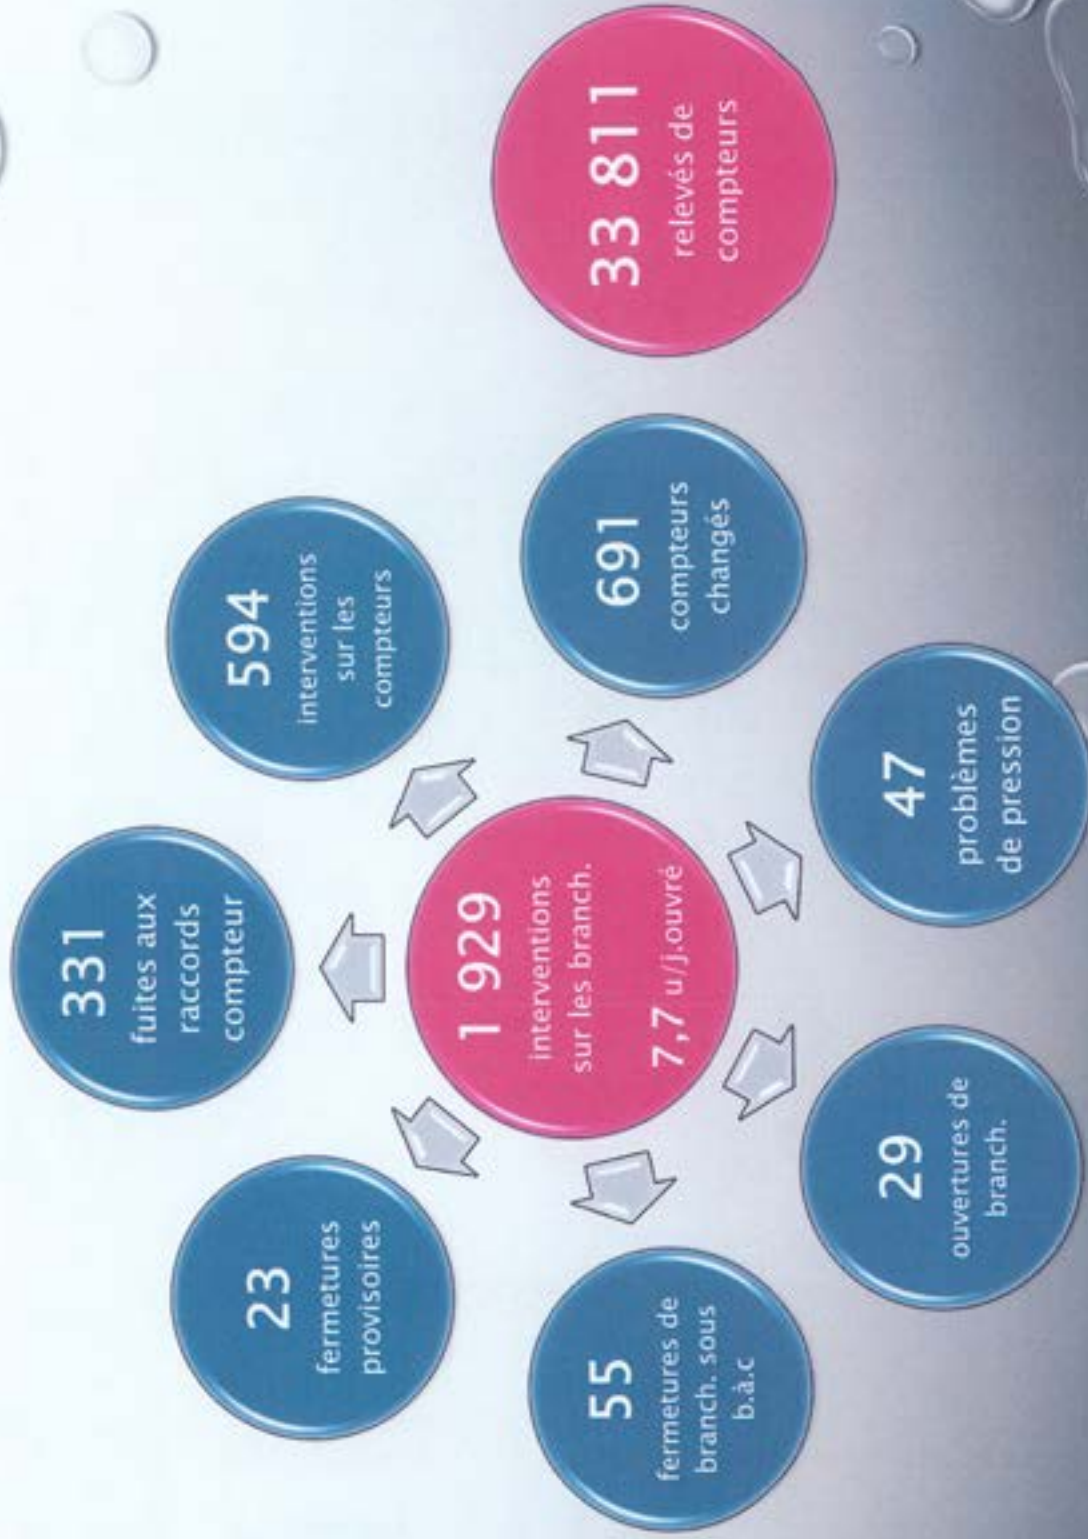 331
fuites aux
raccords
compteur
23
fermetures
provisoires
594
interventions
sur les
compteurs
1 929
interventions
sur les branch.
7,7 u/j.ouvré
55
fermetures de
branch. sous
b.à.c
691
compteurs
changés
33 811
relevés de
compteurs
29
ouvertures de
branch.
47
problèmes
de pression